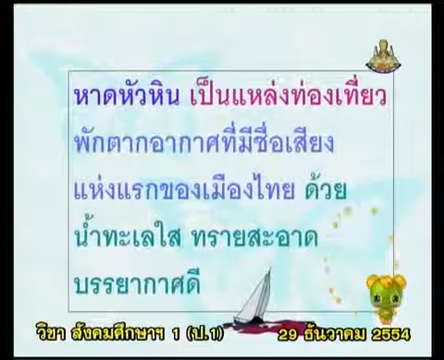 หาดหัวหิน เป็นแหล่งท่องเที่ยว
พักตากอากาศที่มีชื่อเสียง
แห่งแรกของเมืองไทย ด้วย
น้ำทะเลใส ทรายสะอาด
บรรยากาศดี
วิชา สังคมศึกษาฯ 1 (ป.1) 29 ธันวาคม 2554